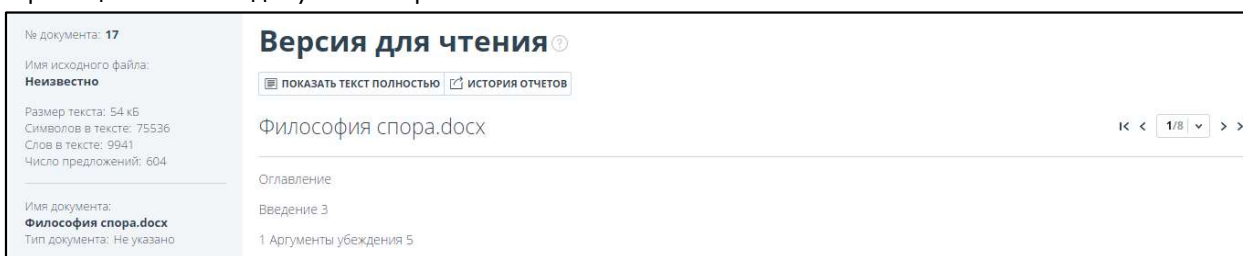 № документа: 17
Имя исходного файла:
Неизвестно
Размер текста: 54 кБ
Символов в тексте: 75536
Слов в тексте: 9941
Число предложений: 604
Имя документа:
Философия спора.docx
Тип документа: Не указано
Версия для чтения
ПОКАЗАТЬ ТЕКСТ ПОЛНОСТЬЮ ИСТОРИЯ ОТЧЕТОВ
Философия спора.docx
1/8
Оглавление
Введение 3
1 Аргументы убеждения 5